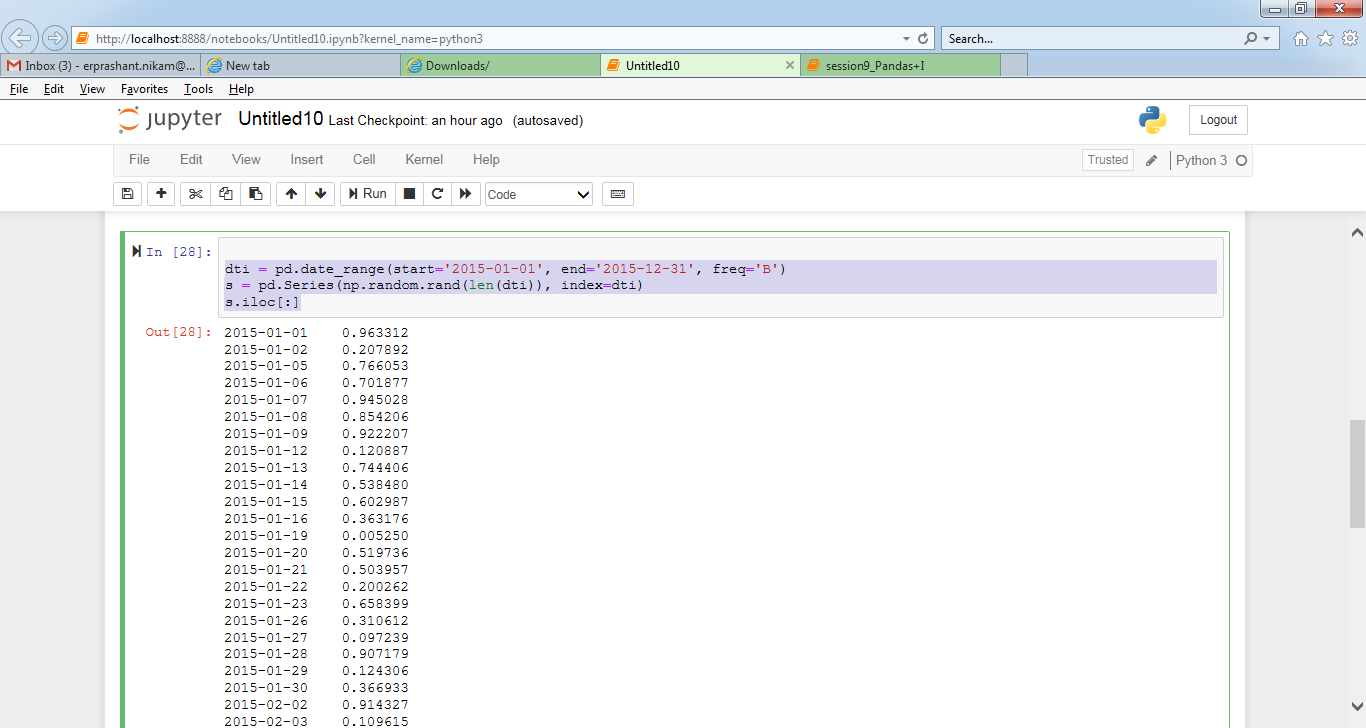 http://localhost:8888/notebooks/Untitled10.ipynb?kernel_name=python3
Search...
Inbox (3) - erprashant.nikam@... New tab Downloads/ Untitled10 session9_Pandas+I
File Edit View Favorites Tools Help
jupyter Untitled10 Last Checkpoint: an hour ago (autosaved) Logout
File Edit View Insert Cell Kernel Help Trusted Python 3
Run Code
In [28]:
dti = pd.date_range(start='2015-01-01', end='2015-12-31', freq='B')
s = pd.Series(np.random.rand(len(dti)), index=dti)
s.iloc[:]
Out[28]: 2015-01-01 0.963312
2015-01-02 0.207892
2015-01-05 0.766053
2015-01-06 0.701877
2015-01-07 0.945028
2015-01-08 0.854206
2015-01-09 0.922207
2015-01-12 0.120887
2015-01-13 0.744406
2015-01-14 0.538480
2015-01-15 0.602987
2015-01-16 0.363176
2015-01-19 0.005250
2015-01-20 0.519736
2015-01-21 0.503957
2015-01-22 0.200262
2015-01-23 0.658399
2015-01-26 0.310612
2015-01-27 0.097239
2015-01-28 0.907179
2015-01-29 0.124306
2015-01-30 0.366933
2015-02-02 0.914327
2015-02-03 0.109615